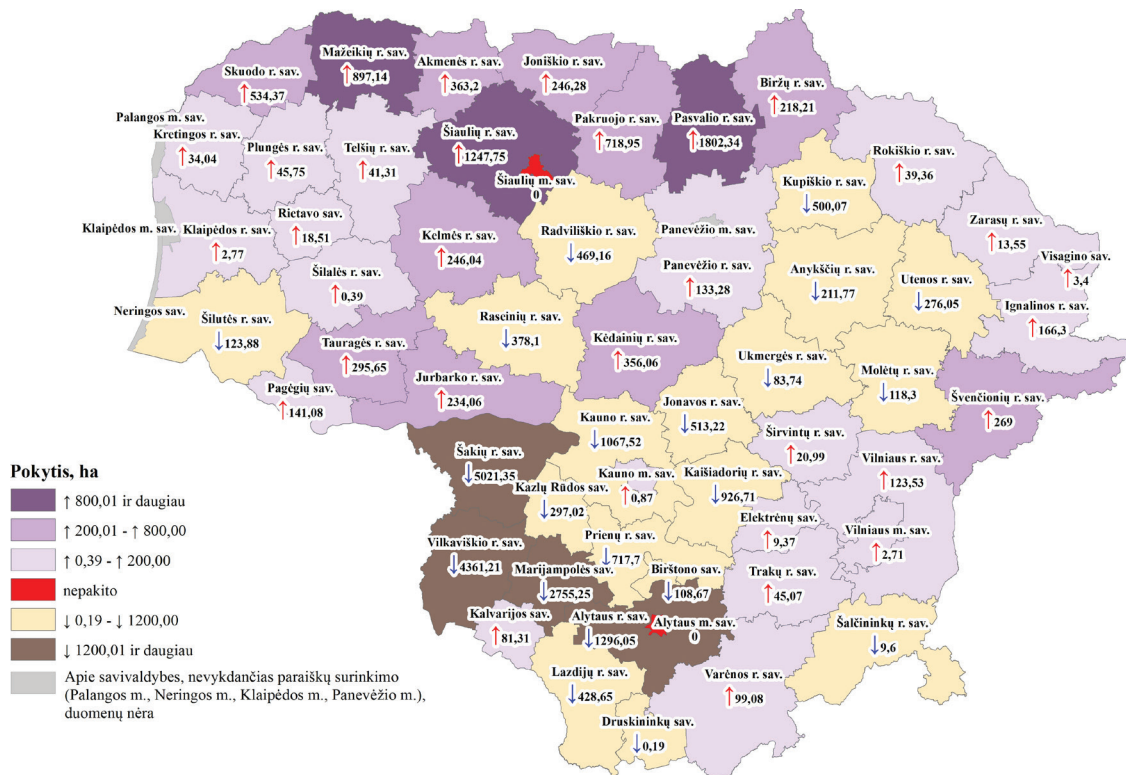 Mažeikių r. sav.
↑ 897,14
Akmenės r. sav.
↑ 363,2
Joniškio r. sav.
↑ 246,28
Skuodo r. sav.
↑ 534,37
Biržų r. sav.
↑ 218,21
Pakruojo r. sav.
↑ 718,95
Pasvalio r. sav.
↑ 1802,34
Palangos m. sav.
Kretingos r. sav.
↑ 34,04
Plungės r. sav.
↑ 45,75
Telšių r. sav.
↑ 41,31
Šiaulių r. sav.
↑ 1247,75
Šiaulių m. sav.
0
Rokiškio r. sav.
↑ 39,36
Kupiškio r. sav.
↓ 500,07
Klaipėdos m. sav.
Klaipėdos r. sav.
↑ 2,77
Rietavo sav.
↑ 18,51
Kelmės r. sav.
↑ 246,04
Radviliškio r. sav.
↓ 469,16
Panevėžio m. sav.
Panevėžio r. sav.
↑ 133,28
Zarasų r. sav.
↑ 13,55
Visagino sav.
↑ 3,4
Anykščių r. sav.
↓ 211,77
Utenos r. sav.
↓ 276,05
Ignalinos r. sav.
↑ 166,3
Šilalės r. sav.
↑ 0,39
Neringos sav.
Šilutės r. sav.
↓ 123,88
Raseinių r. sav.
↓ 378,1
Tauragės r. sav.
↑ 295,65
Kėdainių r. sav.
↑ 356,06
Ukmergės r. sav.
↓ 83,74
Molėtų r. sav.
↓ 118,3
Pagėgių sav.
↑ 141,08
Jurbarko r. sav.
↑ 234,06
Švenčionių r. sav.
↑ 269
Jonavos r. sav.
↓ 513,22
Kauno r. sav.
↓ 1067,52
Širvintų r. sav.
↑ 20,99
Šakių r. sav.
↓ 5021,35
Kauno m. sav.
↑ 0,87
Kaišiadorių r. sav.
↓ 926,71
Vilniaus r. sav.
↑ 123,53
Kazlų Rūdos sav.
↓ 297,02
Elektrėnų sav.
↑ 9,37
Vilniaus m. sav.
↑ 2,71
Vilkaviškio r. sav.
↓ 4361,21
Prienų r. sav.
↓ 717,7
Marijampolės sav.
↓ 2755,25
Birštono sav.
↓ 108,67
Trakų r. sav.
↑ 45,07
Kalvarijos sav.
↑ 81,31
Alytaus r. sav.
↓ 1296,05
Alytaus m. sav.
0
Šalčininkų r. sav.
↓ 9,6
Lazdijų r. sav.
↓ 428,65
Varėnos r. sav.
↑ 99,08
Druskininkų sav.
↓ 0,19
Pokytis, ha
↑ 800,01 ir daugiau
↑ 200,01 - ↑ 800,00
↑ 0,39 - ↑ 200,00
nepakito
↓ 0,19 - ↓ 1200,00
↓ 1200,01 ir daugiau
Apie savivaldybes, nevykdančias paraiškų surinkimo
(Palangos m., Neringos m., Klaipėdos m., Panevėžio m.),
duomenų nėra